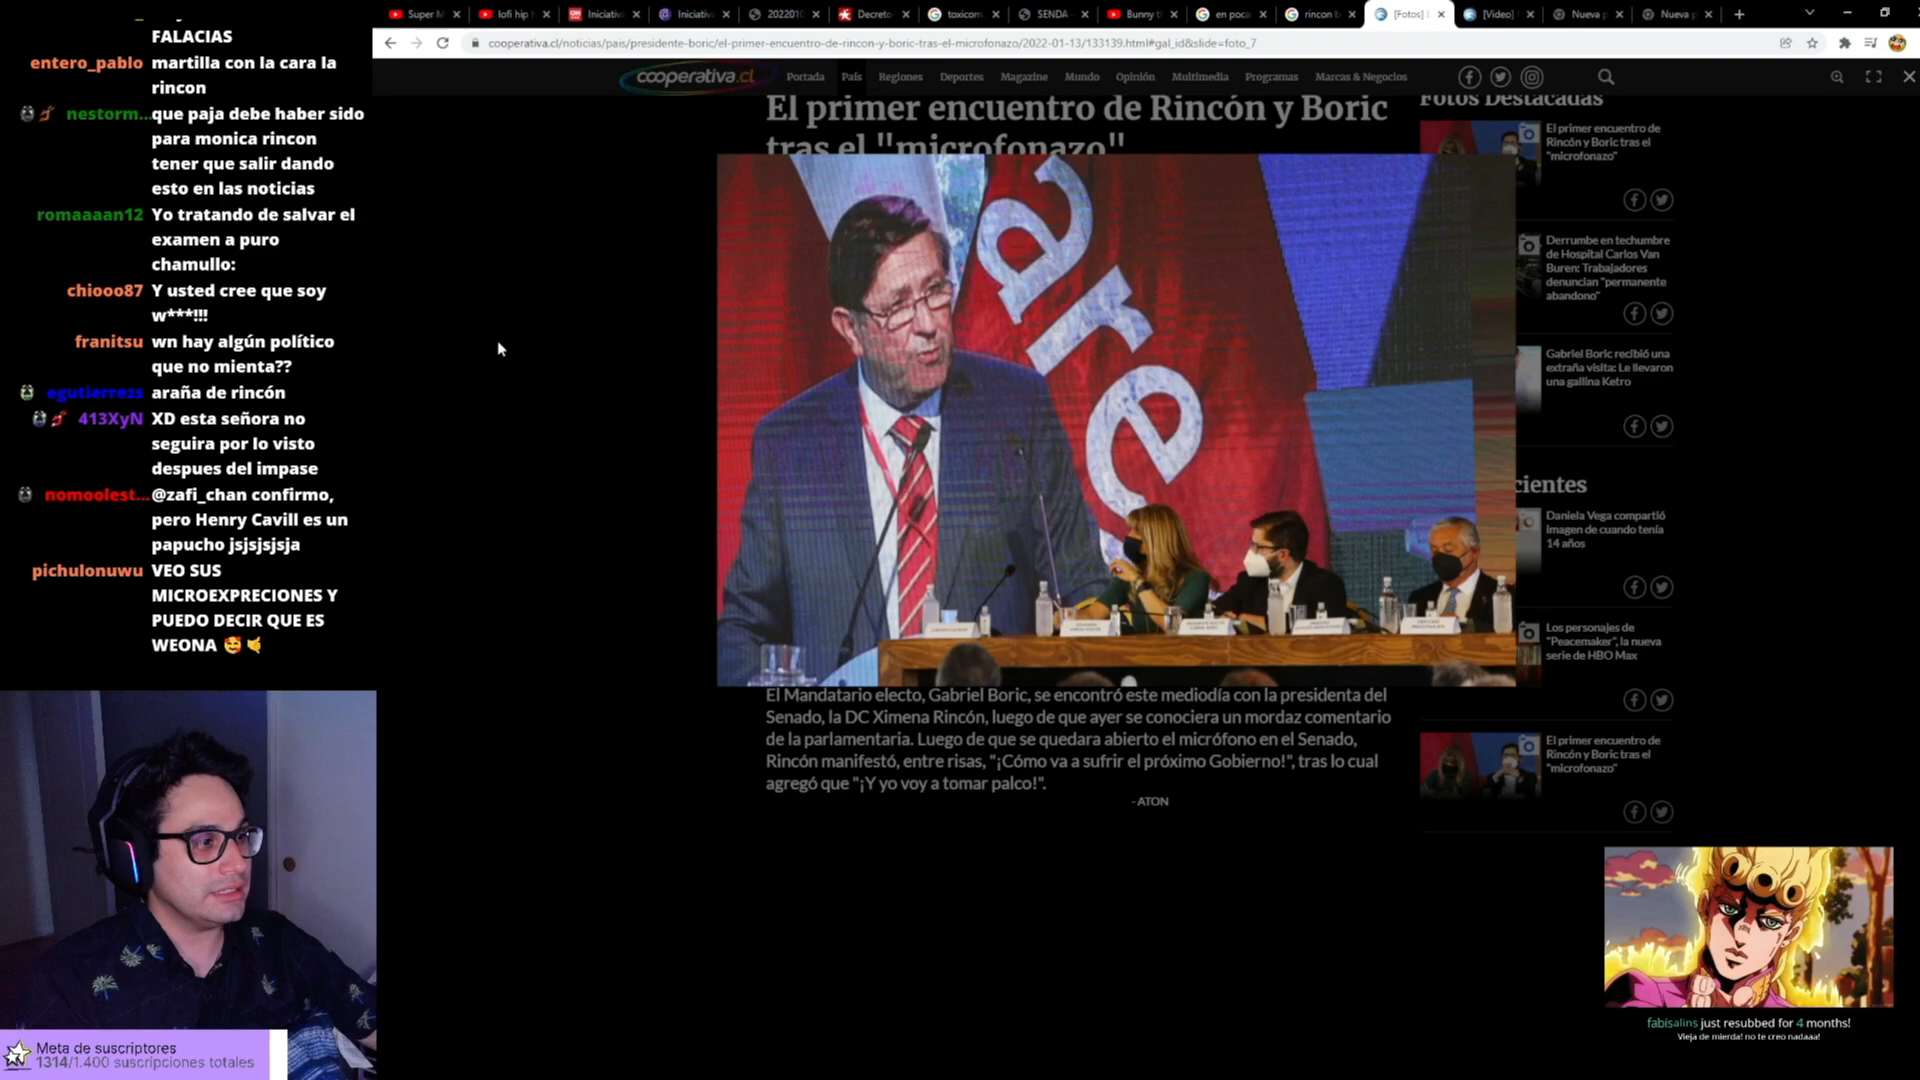 FALACIAS
entero_pablo martilla con la cara la
rincon
nestorm... que paja debe haber sido
para monica rincon
tener que salir dando
esto en las noticias
romaaaan12 Yo tratando de salvar el
examen a puro
chamullo:
chiooo87 Y usted cree que soy
w***!!!
franitsu wn hay algún político
que no mienta??
egutierrezs araña de rincón
413XyN XD esta señora no
seguira por lo visto
despues del impase
nomoolest... @zafi_chan confirmo,
pero Henry Cavill es un
papucho jsjsjsjsja
pichulonuwu VEO SUS
MICROEXPRECIONES Y
PUEDO DECIR QUE ES
WEONA 🥰🤙
Meta de suscriptores
1314/1.400 suscripciones totales
Super M
lofi hip
Iniciativ
Iniciativ
2022010
Decreto
toxicom
SENDA -
Bunny t
en poca
rincon b
[Fotos]
[Video]
Nueva p
Nueva p
cooperativa.cl/noticias/pais/presidente-boric/el-primer-encuentro-de-rincon-y-boric-tras-el-microfonazo/2022-01-13/133139.html#gal_id&slide=foto_7
cooperativa.cl
Portada País Regiones Deportes Magazine Mundo Opinión Multimedia Programas Marcas & Negocios
El primer encuentro de Rincón y Boric
tras el "microfonazo"
are
El Mandatario electo, Gabriel Boric, se encontró este mediodía con la presidenta del
Senado, la DC Ximena Rincón, luego de que ayer se conociera un mordaz comentario
de la parlamentaria. Luego de que se quedara abierto el micrófono en el Senado,
Rincón manifestó, entre risas, "¡Cómo va a sufrir el próximo Gobierno!", tras lo cual
agregó que "¡Y yo voy a tomar palco!".
- ATON
Fotos Destacadas
El primer encuentro de
Rincón y Boric tras el
"microfonazo"
Derrumbe en techumbre
de Hospital Carlos Van
Buren: Trabajadores
denuncian "permanente
abandono"
Gabriel Boric recibió una
extraña visita: Le llevaron
una gallina Ketro
cientes
Daniela Vega compartió
imagen de cuando tenía
14 años
Los personajes de
"Peacemaker", la nueva
serie de HBO Max
El primer encuentro de
Rincón y Boric tras el
"microfonazo"
fabisalins just resubbed for 4 months!
Vieja de mierda! no te creo nadaaa!